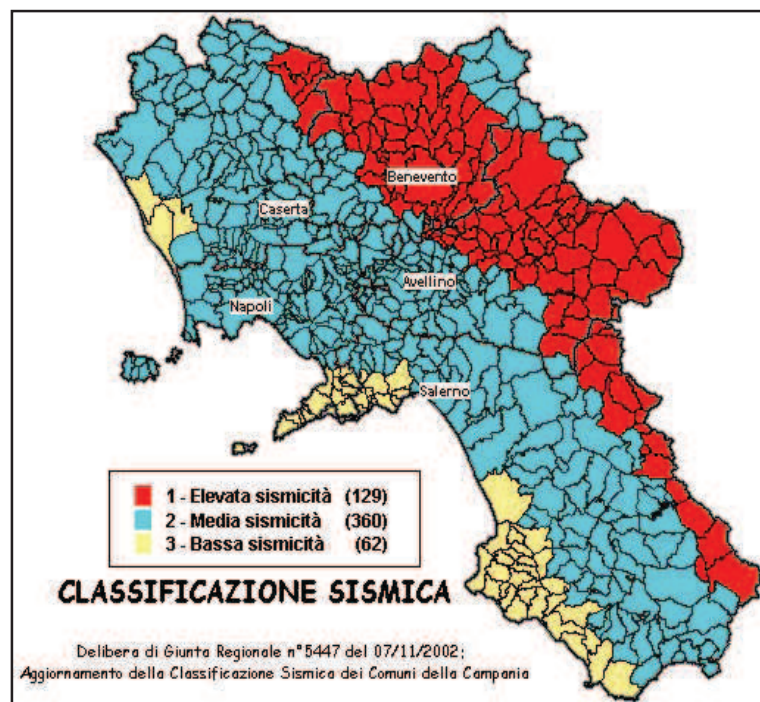 Benevento
Caserta
Avellino
Napoli
Salerno
1 - Elevata sismicità (129)
2 - Media sismicità (360)
3 - Bassa sismicità (62)
CLASSIFICAZIONE SISMICA
Delibera di Giunta Regionale n°5447 del 07/11/2002;
Aggiornamento della Classificazione Sismica dei Comuni della Campania